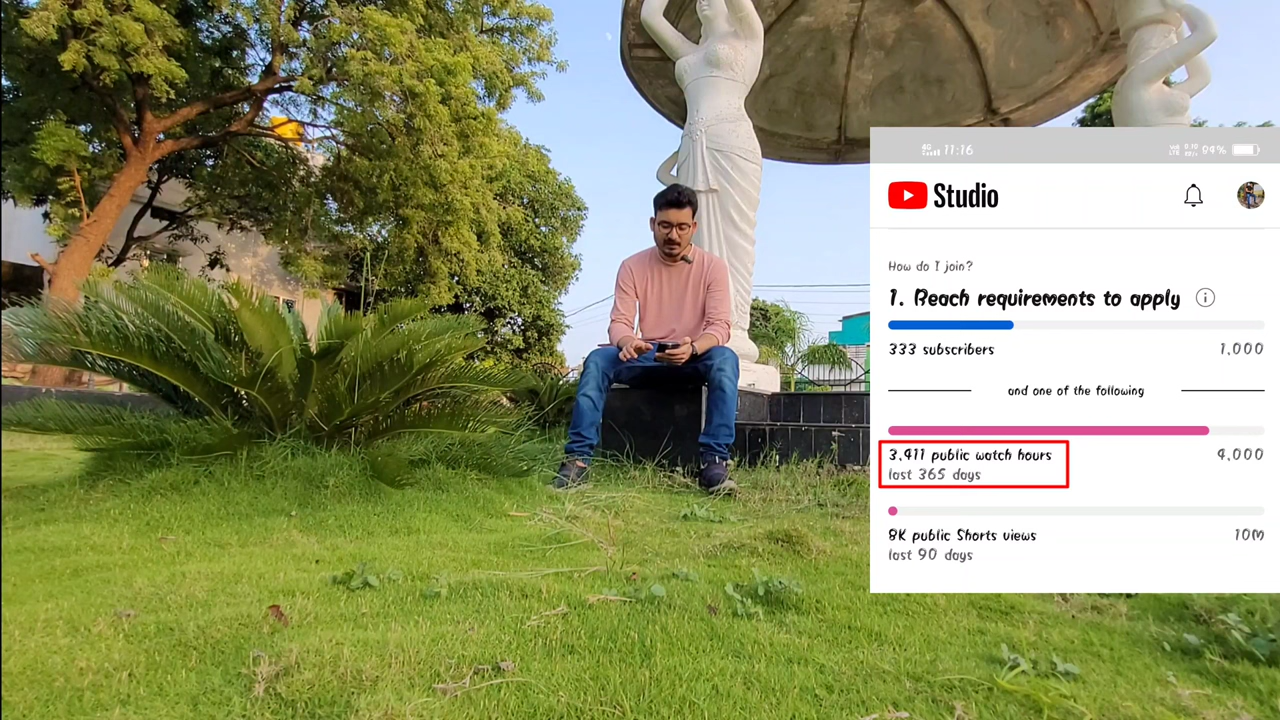 4G 11:16 94%
Studio
How do I join?
1. Reach requirements to apply
333 subscribers 1,000
and one of the following
3,411 public watch hours 4,000
last 365 days
8K public Shorts views 10M
last 90 days